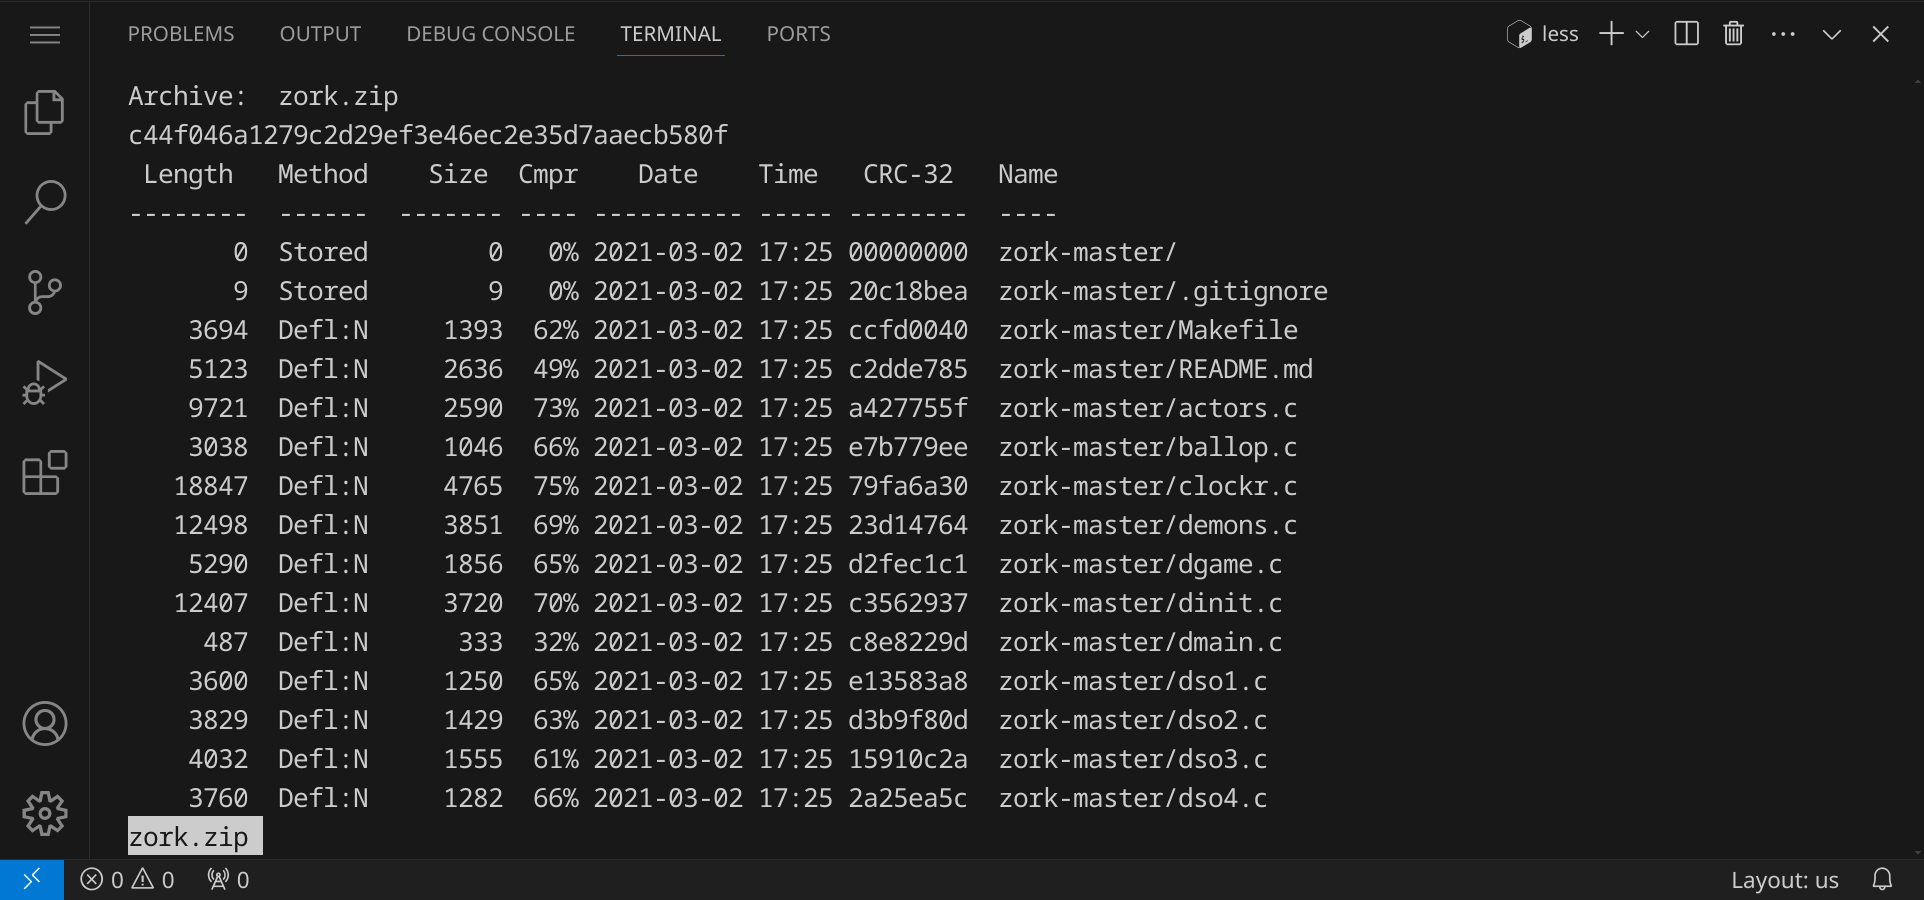 PROBLEMS OUTPUT DEBUG CONSOLE TERMINAL PORTS less
Archive:  zork.zip
c44f046a1279c2d29ef3e46ec2e35d7aaecb580f
 Length   Method    Size  Cmpr    Date    Time   CRC-32   Name
--------  ------  ------- ---- ---------- ----- --------  ----
       0  Stored        0   0% 2021-03-02 17:25 00000000  zork-master/
       9  Stored        9   0% 2021-03-02 17:25 20c18bea  zork-master/.gitignore
    3694  Defl:N     1393  62% 2021-03-02 17:25 ccfd0040  zork-master/Makefile
    5123  Defl:N     2636  49% 2021-03-02 17:25 c2dde785  zork-master/README.md
    9721  Defl:N     2590  73% 2021-03-02 17:25 a427755f  zork-master/actors.c
    3038  Defl:N     1046  66% 2021-03-02 17:25 e7b779ee  zork-master/ballop.c
   18847  Defl:N     4765  75% 2021-03-02 17:25 79fa6a30  zork-master/clockr.c
   12498  Defl:N     3851  69% 2021-03-02 17:25 23d14764  zork-master/demons.c
    5290  Defl:N     1856  65% 2021-03-02 17:25 d2fec1c1  zork-master/dgame.c
   12407  Defl:N     3720  70% 2021-03-02 17:25 c3562937  zork-master/dinit.c
     487  Defl:N      333  32% 2021-03-02 17:25 c8e8229d  zork-master/dmain.c
    3600  Defl:N     1250  65% 2021-03-02 17:25 e13583a8  zork-master/dso1.c
    3829  Defl:N     1429  63% 2021-03-02 17:25 d3b9f80d  zork-master/dso2.c
    4032  Defl:N     1555  61% 2021-03-02 17:25 15910c2a  zork-master/dso3.c
    3760  Defl:N     1282  66% 2021-03-02 17:25 2a25ea5c  zork-master/dso4.c
zork.zip
0 0 0 Layout: us